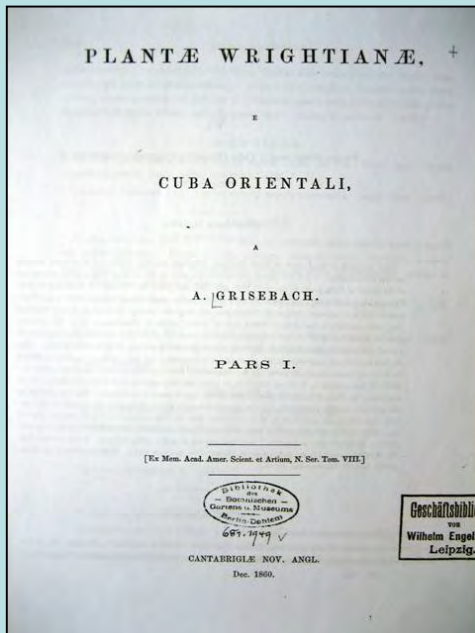 PLANTÆ WRIGHTIANÆ,
E
CUBA ORIENTALI,
A
A. GRISEBACH.
PARS I.
[Ex Mem. Acad. Amer. Scient. et Artium, N. Ser. Tom. VIII.]
Bibliothek
des
Botanischen
Gartens u. Museums
Berlin-Dahlem
CANTABRIGIÆ NOV. ANGL.
Dec. 1860.
Geschäftsbiblio
VON
Wilhelm Engel
Leipzig.